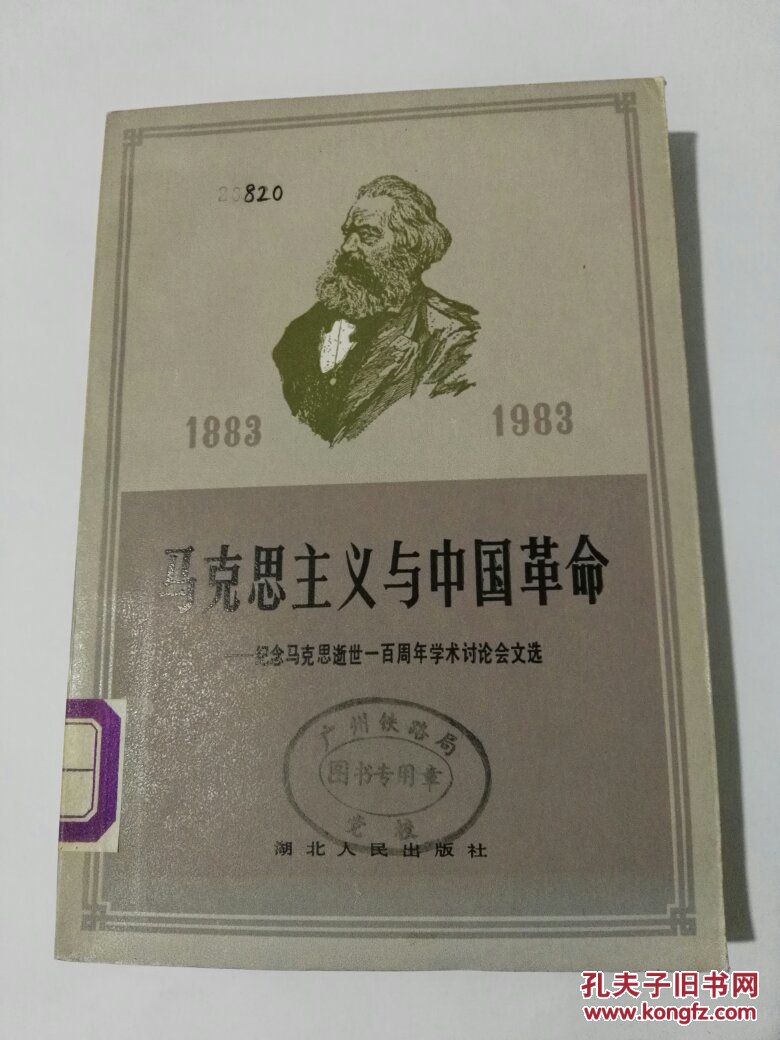 20820
1883
1983
马克思主义与中国革命
——纪念马克思逝世一百周年学术讨论会文选
广州铁路局
图书专用章
党校
湖北人民出版社
孔夫子旧书网
www.kongfz.com